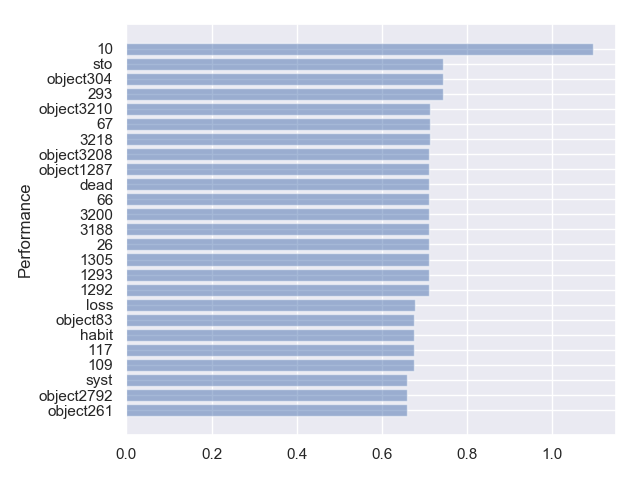 Performance
10
sto
object304
293
object3210
67
3218
object3208
object1287
dead
66
3200
3188
26
1305
1293
1292
loss
object83
habit
117
109
syst
object2792
object261
0.0 0.2 0.4 0.6 0.8 1.0